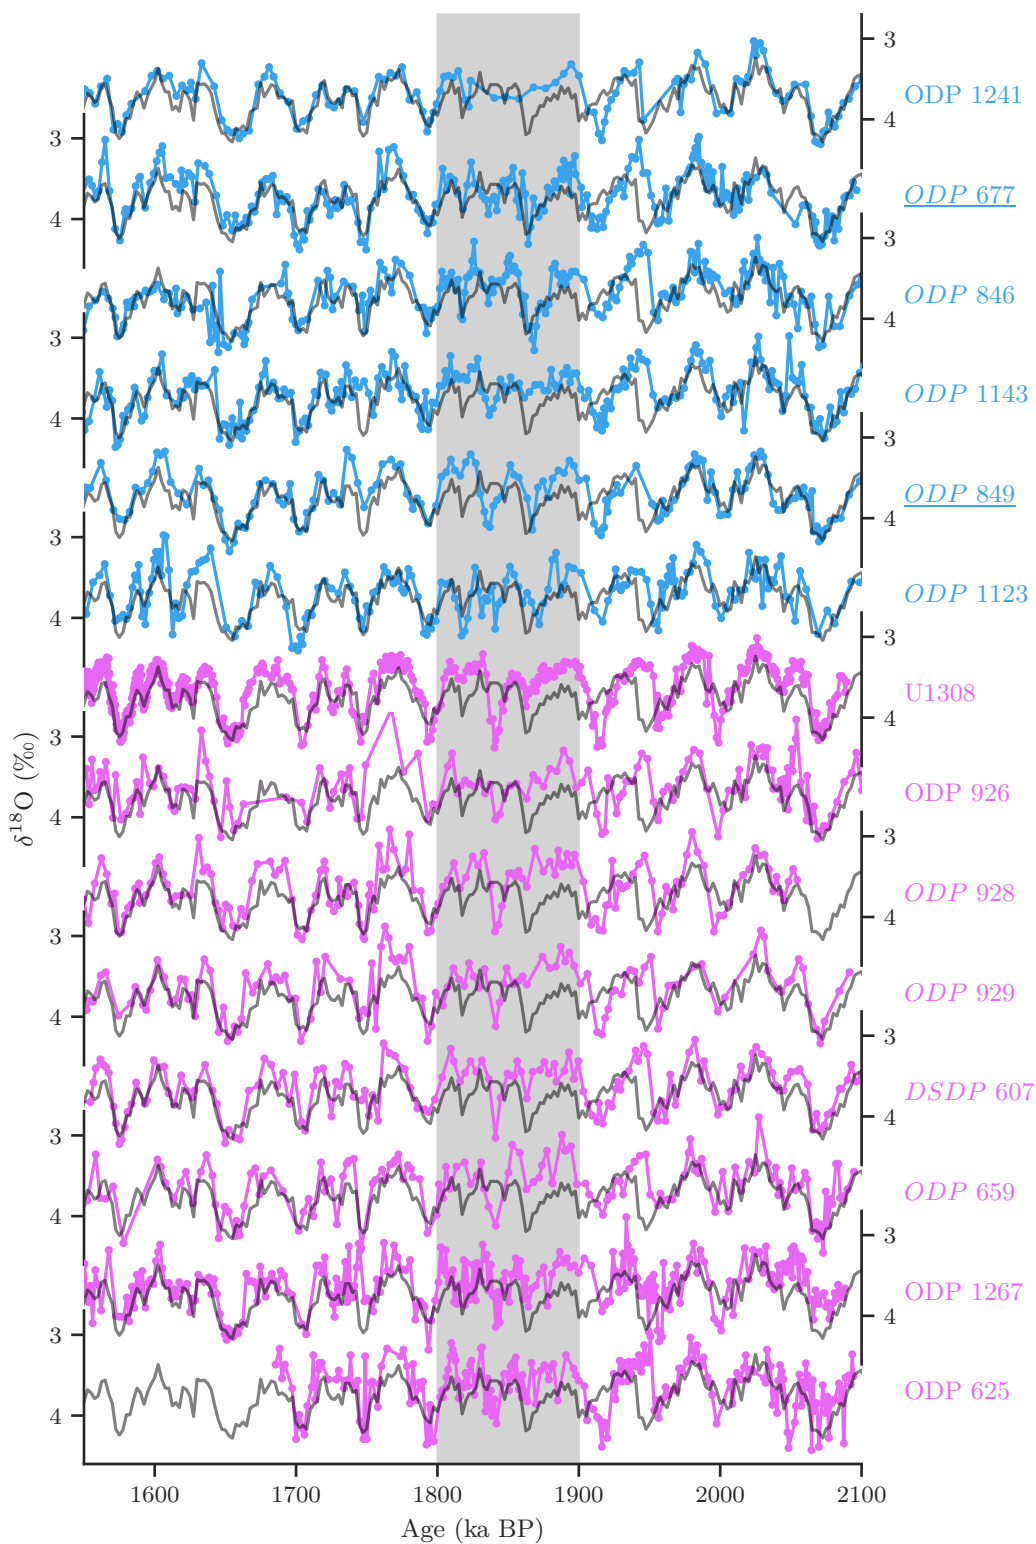 3
ODP 1241
4
3
ODP 677
4
3
ODP 846
4
3
ODP 1143
4
3
ODP 849
4
3
ODP 1123
4
3
U1308
4
3
ODP 926
4
3
ODP 928
4
3
ODP 929
4
3
DSDP 607
4
3
ODP 659
4
3
ODP 1267
4
3
ODP 625
4
δ¹⁸O (‰)
1600 1700 1800 1900 2000 2100
Age (ka BP)